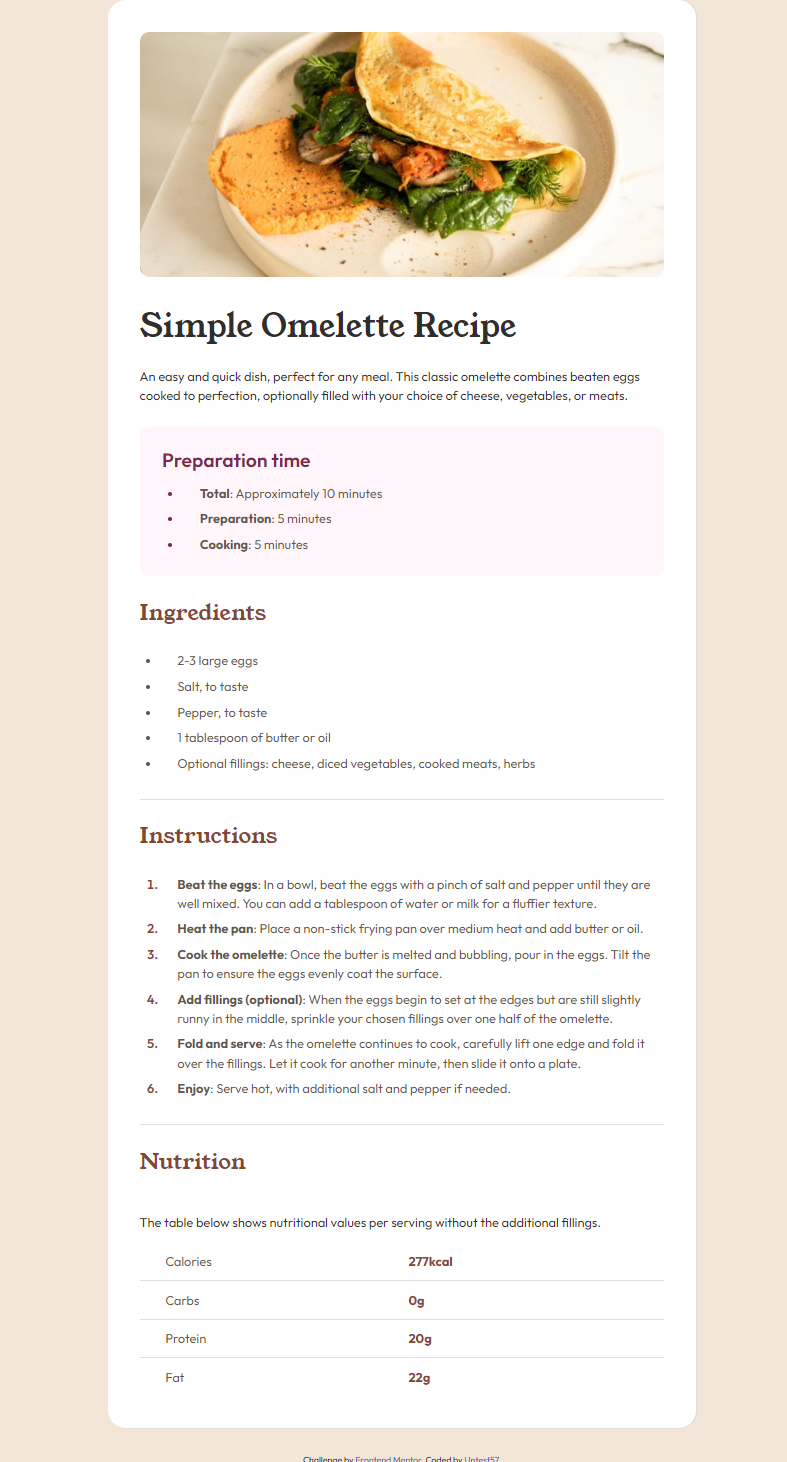 Simple Omelette Recipe
An easy and quick dish, perfect for any meal. This classic omelette combines beaten eggs
cooked to perfection, optionally filled with your choice of cheese, vegetables, or meats.
Preparation time
• Total: Approximately 10 minutes
• Preparation: 5 minutes
• Cooking: 5 minutes
Ingredients
• 2-3 large eggs
• Salt, to taste
• Pepper, to taste
• 1 tablespoon of butter or oil
• Optional fillings: cheese, diced vegetables, cooked meats, herbs
Instructions
1. Beat the eggs: In a bowl, beat the eggs with a pinch of salt and pepper until they are
well mixed. You can add a tablespoon of water or milk for a fluffier texture.
2. Heat the pan: Place a non-stick frying pan over medium heat and add butter or oil.
3. Cook the omelette: Once the butter is melted and bubbling, pour in the eggs. Tilt the
pan to ensure the eggs evenly coat the surface.
4. Add fillings (optional): When the eggs begin to set at the edges but are still slightly
runny in the middle, sprinkle your chosen fillings over one half of the omelette.
5. Fold and serve: As the omelette continues to cook, carefully lift one edge and fold it
over the fillings. Let it cook for another minute, then slide it onto a plate.
6. Enjoy: Serve hot, with additional salt and pepper if needed.
Nutrition
The table below shows nutritional values per serving without the additional fillings.
Calories 277kcal
Carbs 0g
Protein 20g
Fat 22g
Challenge by Frontend Mentor. Coded by Untest57.